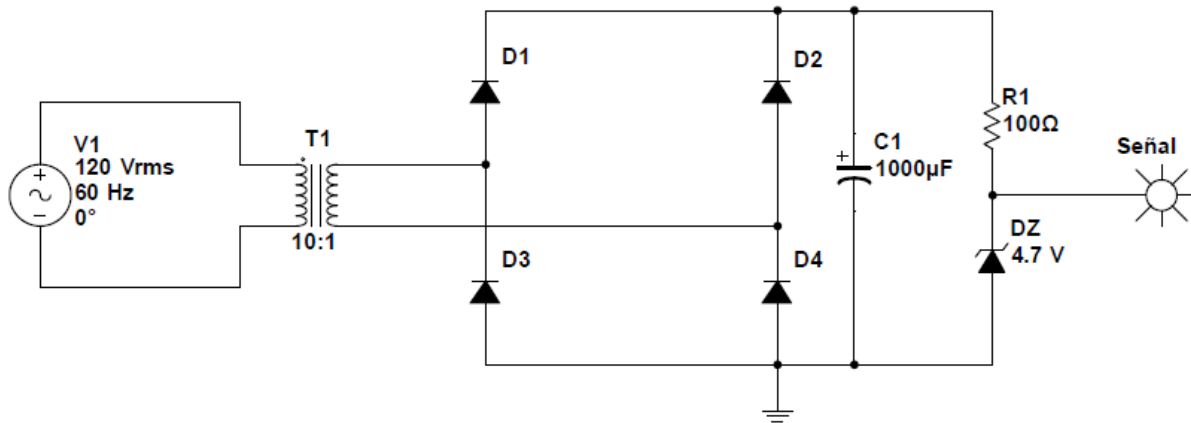 V1
120 Vrms
60 Hz
0°
T1
10:1
D1
D2
D3
D4
C1
1000µF
R1
100Ω
DZ
4.7 V
Señal